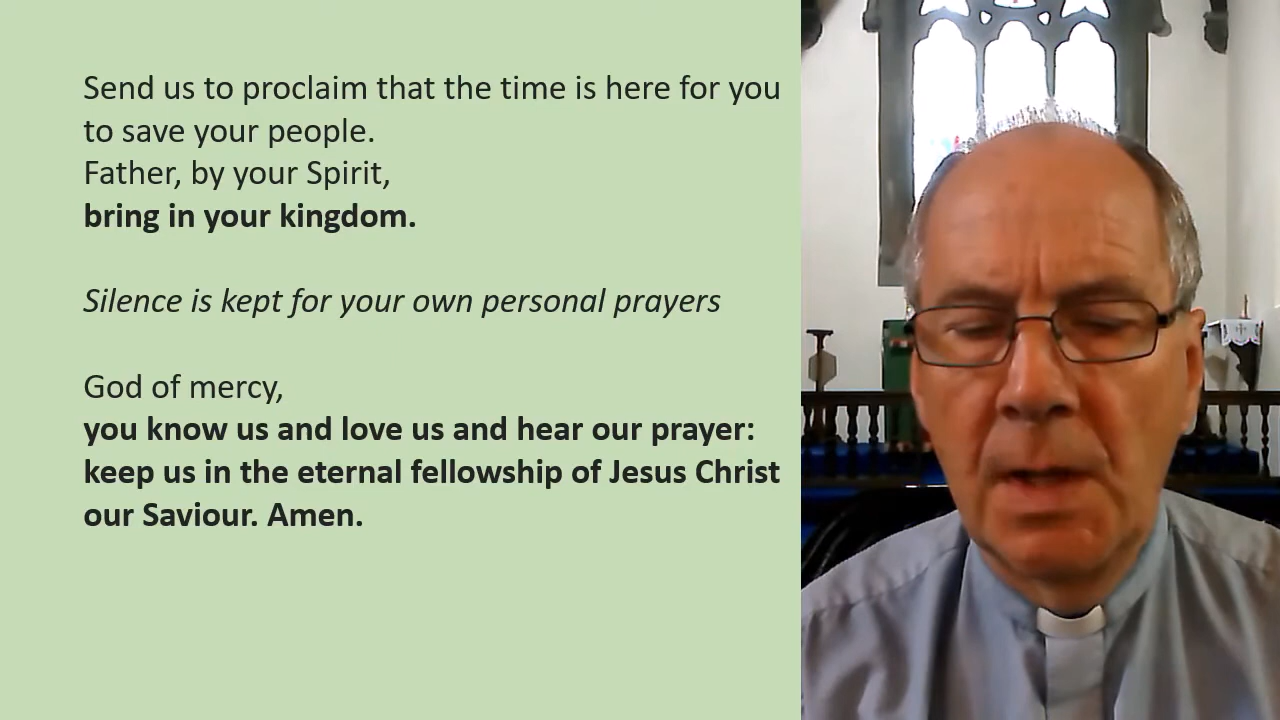 Send us to proclaim that the time is here for you
to save your people.
Father, by your Spirit,
bring in your kingdom.
Silence is kept for your own personal prayers
God of mercy,
you know us and love us and hear our prayer:
keep us in the eternal fellowship of Jesus Christ
our Saviour. Amen.